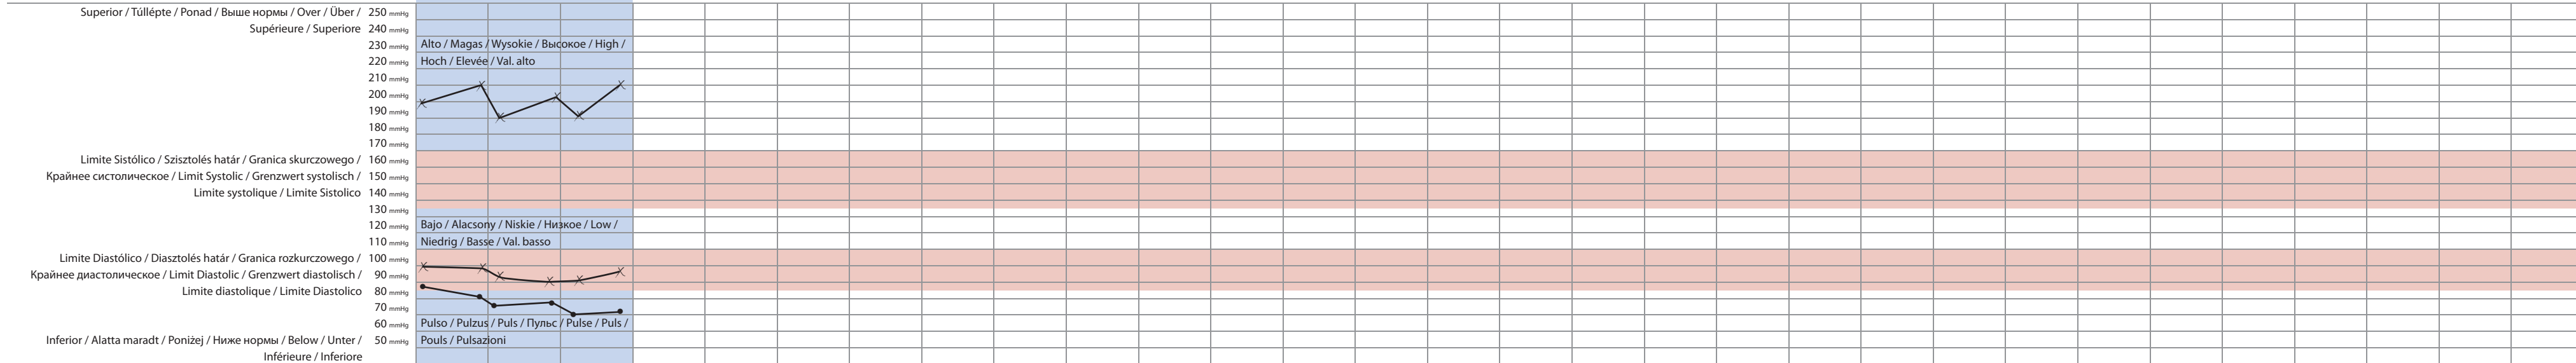 Superior / Túllépte / Ponad / Выше нормы / Over / Über / 250 mmHg
Supérieure / Superiore 240 mmHg
230 mmHg Alto / Magas / Wysokie / Высокое / High /
220 mmHg Hoch / Elevée / Val. alto
210 mmHg
200 mmHg
190 mmHg
180 mmHg
170 mmHg
Limite Sistólico / Szisztolés határ / Granica skurczowego / 160 mmHg
Крайнее систолическое / Limit Systolic / Grenzwert systolisch / 150 mmHg
Limite systolique / Limite Sistolico 140 mmHg
130 mmHg
120 mmHg Bajo / Alacsony / Niskie / Низкое / Low /
110 mmHg Niedrig / Basse / Val. basso
Limite Diastólico / Diasztolés határ / Granica rozkurczowego / 100 mmHg
Крайнее диастолическое / Limit Diastolic / Grenzwert diastolisch / 90 mmHg
Limite diastolique / Limite Diastolico 80 mmHg
70 mmHg
60 mmHg Pulso / Pulzus / Puls / Пульс / Pulse / Puls /
Inferior / Alatta maradt / Poniżej / Ниже нормы / Below / Unter / 50 mmHg Pouls / Pulsazioni
Inférieure / Inferiore